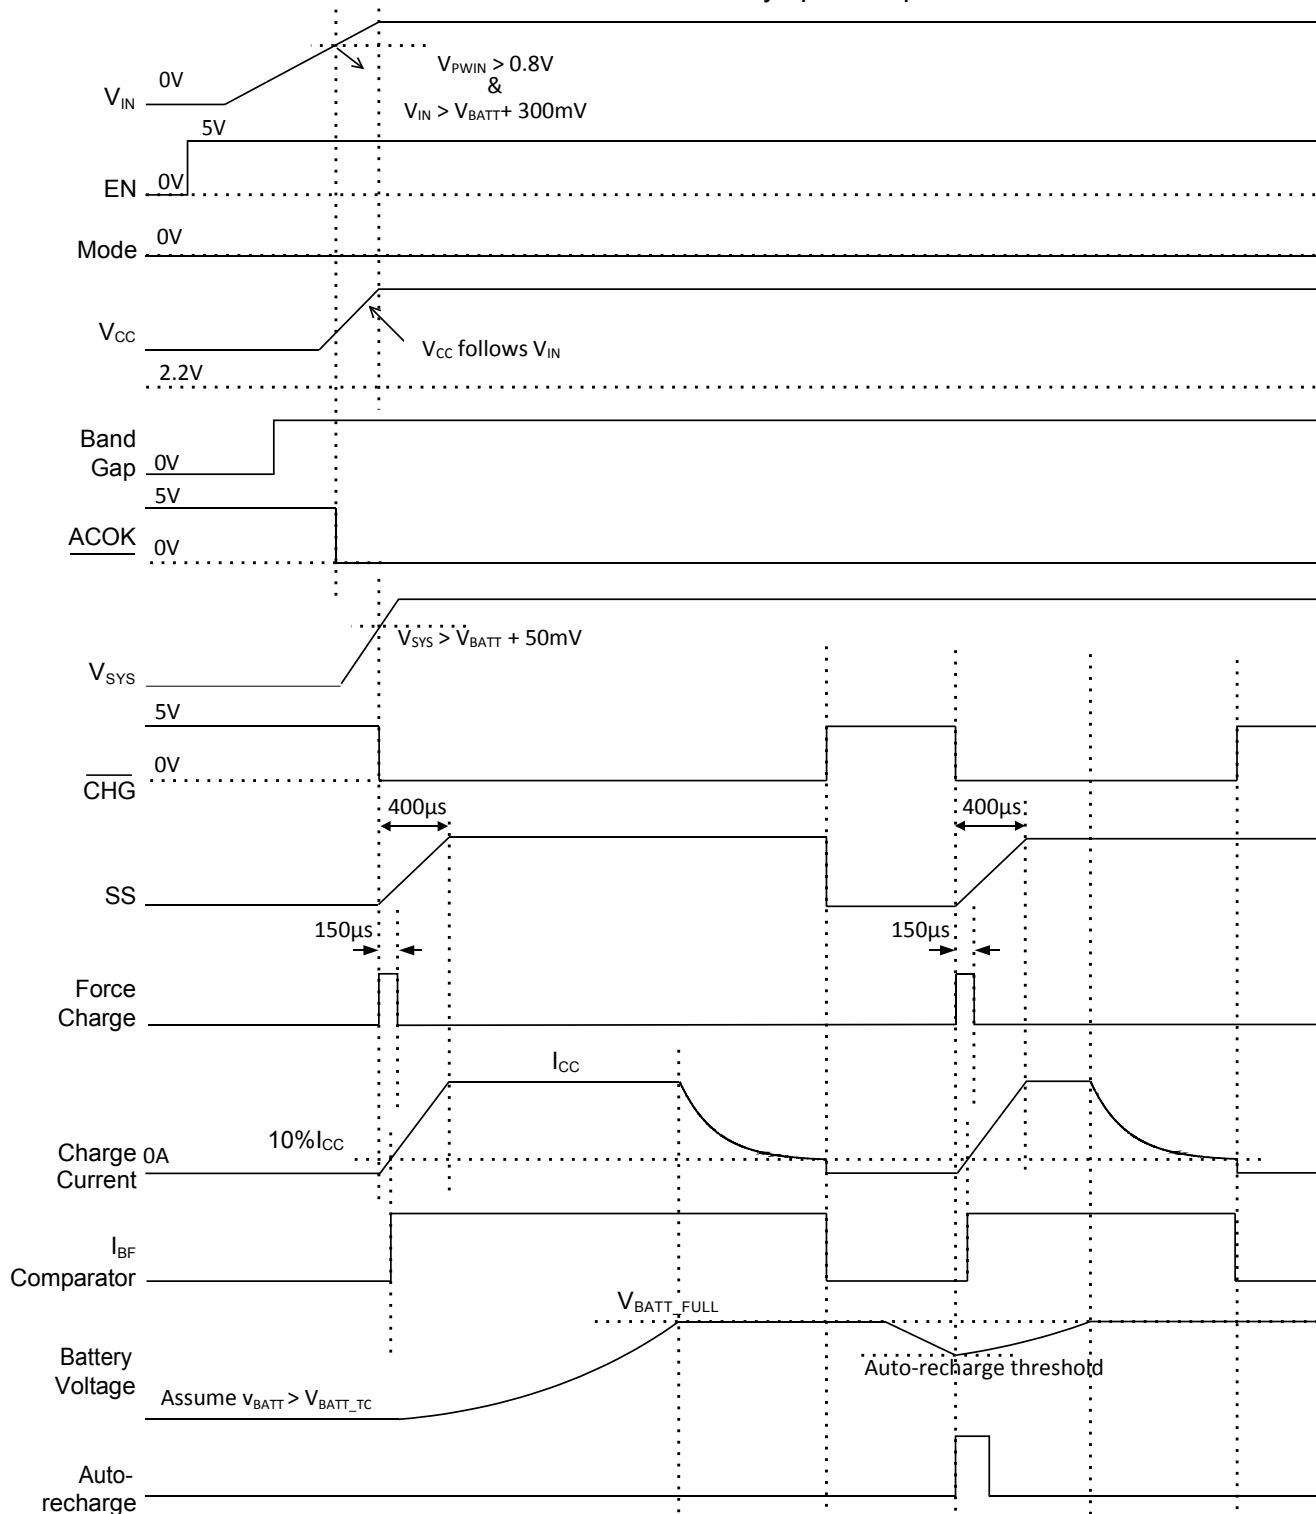 0V
V_IN
V_PWIN > 0.8V
&
V_IN > V_BATT + 300mV
5V
EN
0V
Mode
0V
V_CC
V_CC follows V_IN
2.2V
Band
Gap
0V
5V
ACOK
0V
V_SYS > V_BATT + 50mV
V_SYS
5V
0V
CHG
400µs
400µs
SS
150µs
150µs
Force
Charge
I_CC
10%I_CC
Charge
0A
Current
I_BF
Comparator
V_BATT_FULL
Battery
Voltage
Auto-recharge threshold
Assume v_BATT > V_BATT_TC
Auto-
recharge